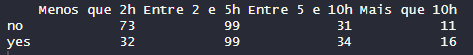 Menos que 2h Entre 2 e 5h Entre 5 e 10h Mais que 10h
no 73 99 31 11
yes 32 99 34 16